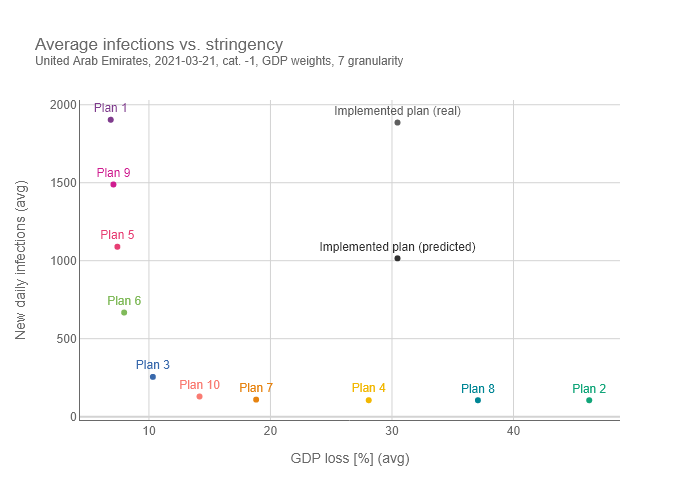 Average infections vs. stringency
United Arab Emirates, 2021-03-21, cat. -1, GDP weights, 7 granularity
2000
Plan 1
Implemented plan (real)
Plan 9
1500
Plan 5
Implemented plan (predicted)
1000
Plan 6
500
Plan 3
Plan 10
Plan 7
Plan 4
Plan 8
Plan 2
0
10
20
30
40
New daily infections (avg)
GDP loss [%] (avg)